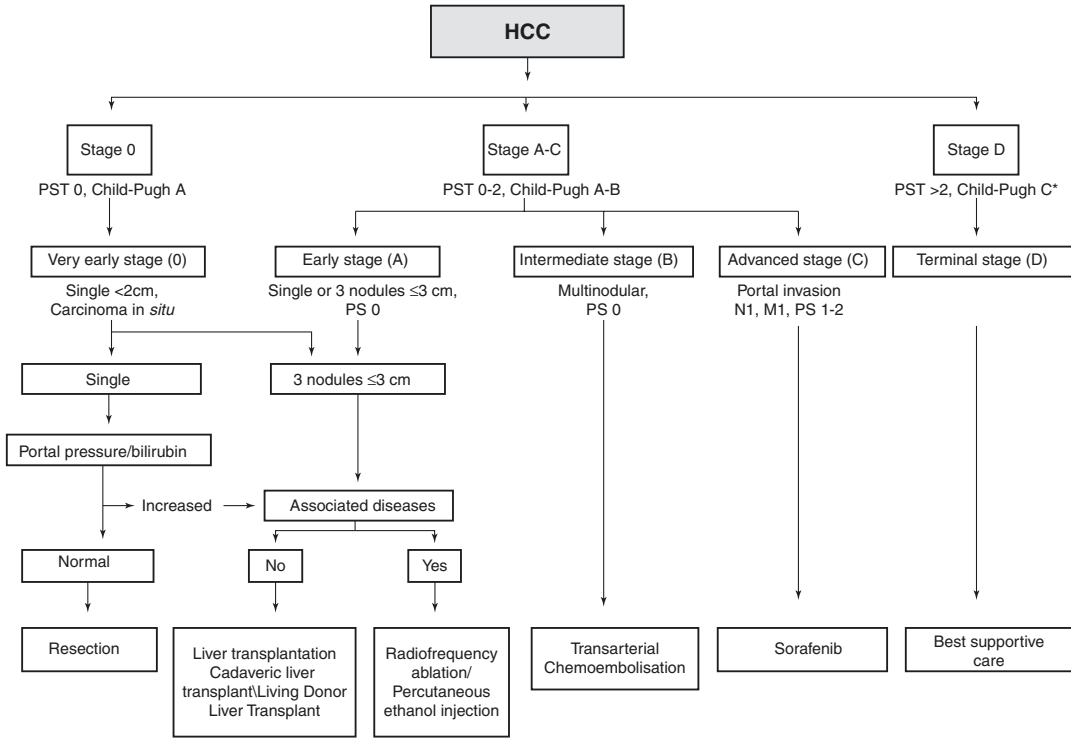 HCC
Stage 0
Stage A-C
Stage D
PST 0, Child-Pugh A
PST 0-2, Child-Pugh A-B
PST >2, Child-Pugh C*
Very early stage (0)
Early stage (A)
Intermediate stage (B)
Advanced stage (C)
Terminal stage (D)
Single <2cm,
Carcinoma in situ
Single or 3 nodules ≤3 cm,
PS 0
Multinodular,
PS 0
Portal invasion
N1, M1, PS 1-2
Single
3 nodules ≤3 cm
Portal pressure/bilirubin
Increased
Associated diseases
Normal
No
Yes
Resection
Liver transplantation
Cadaveric liver
transplant\Living Donor
Liver Transplant
Radiofrequency
ablation/
Percutaneous
ethanol injection
Transarterial
Chemoembolisation
Sorafenib
Best supportive
care